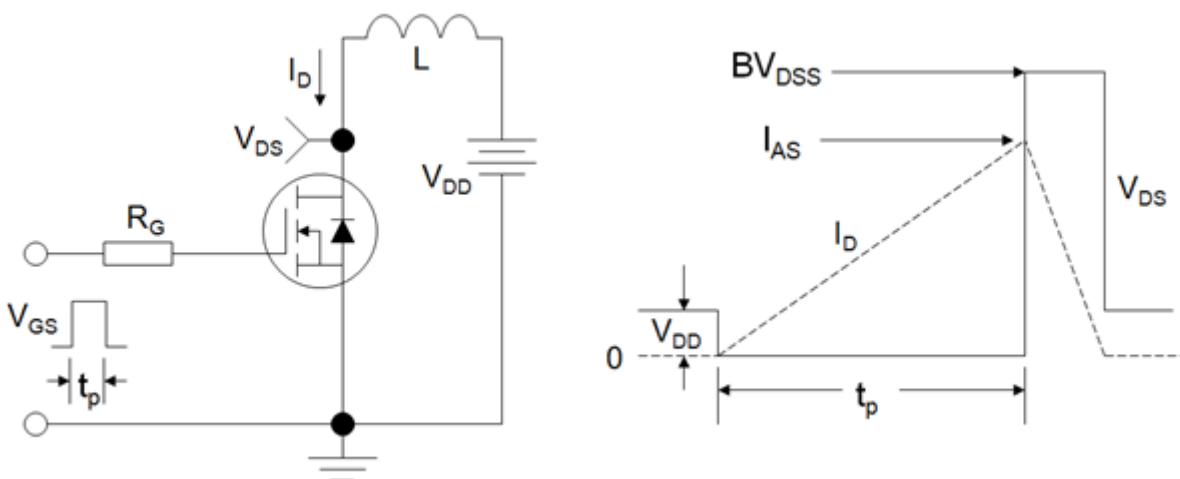 L
I_D
V_DS
V_DD
R_G
V_GS
t_p
BV_DSS
I_AS
V_DS
I_D
V_DD
0
t_p